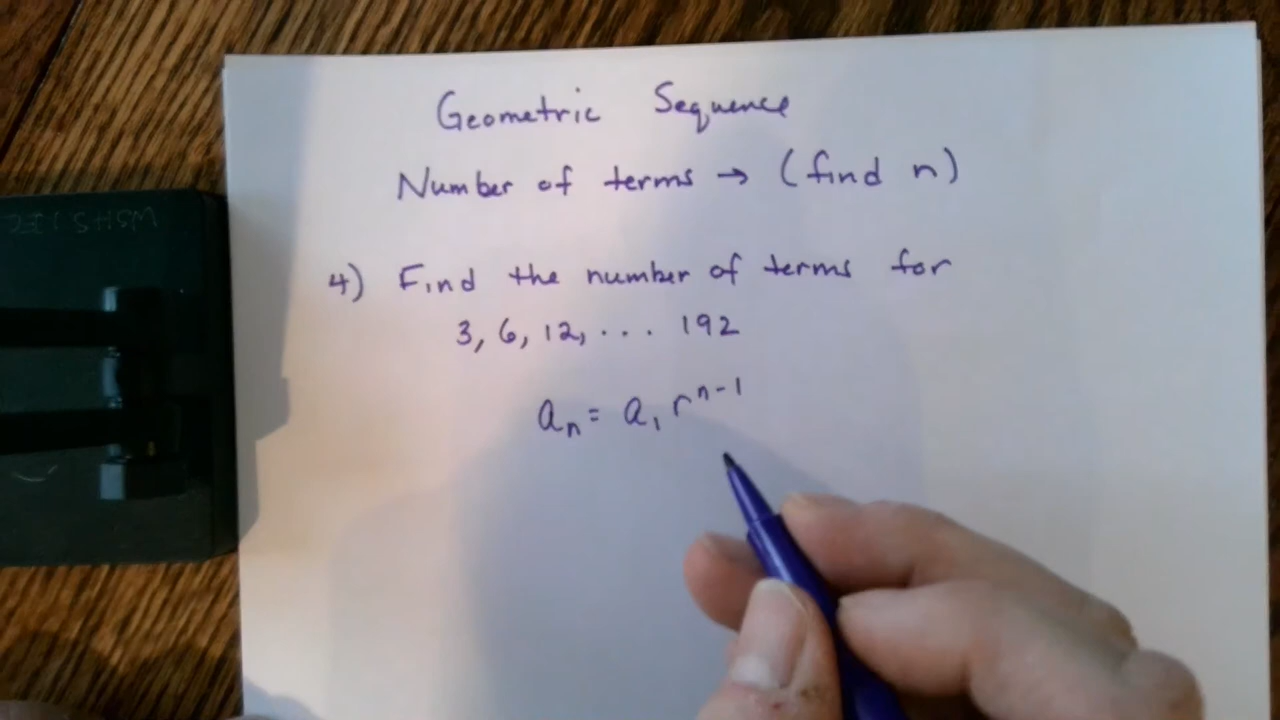 Geometric Sequence
Number of terms → (find n)
4) Find the number of terms for
3, 6, 12, ... 192
aₙ = a₁ rⁿ⁻¹